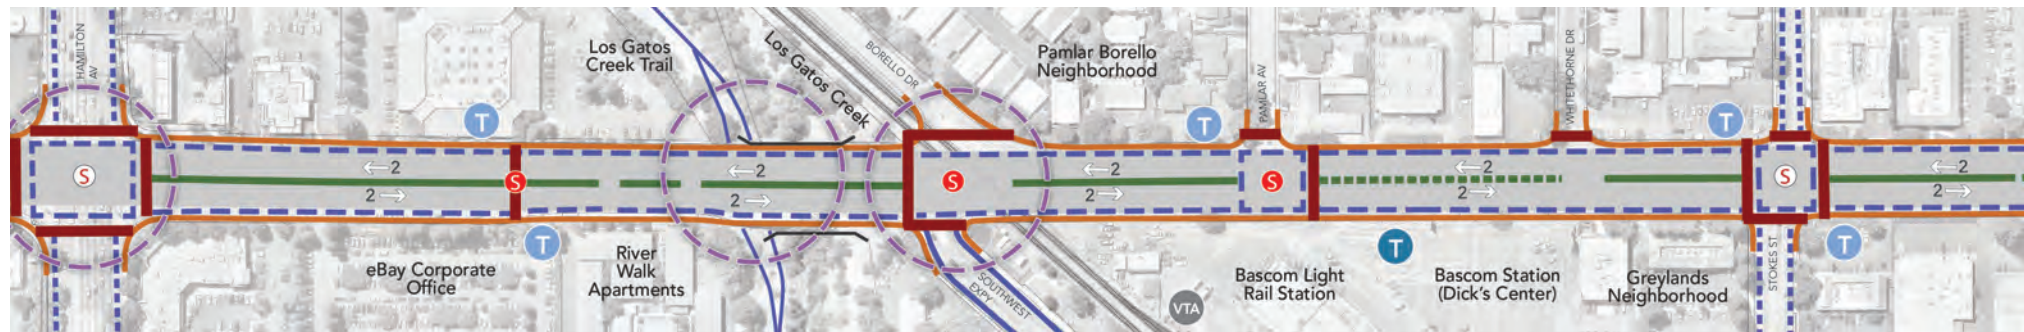 HAMILTON
AV
T
Los Gatos
Creek Trail
Los Gatos Creek
BORELLO DR
Pamlar Borello
Neighborhood
T
PAMLAR AV
WHITETHORNE DR
T
S
←2
2→
S
←2
2→
S
←2
2→
S
←2
2→
S
←2
2→
eBay Corporate
Office
T
River
Walk
Apartments
SOUTHWEST
EXPY
VTA
Bascom Light
Rail Station
T
Bascom Station
(Dick's Center)
Greylands
Neighborhood
STOKES ST
T